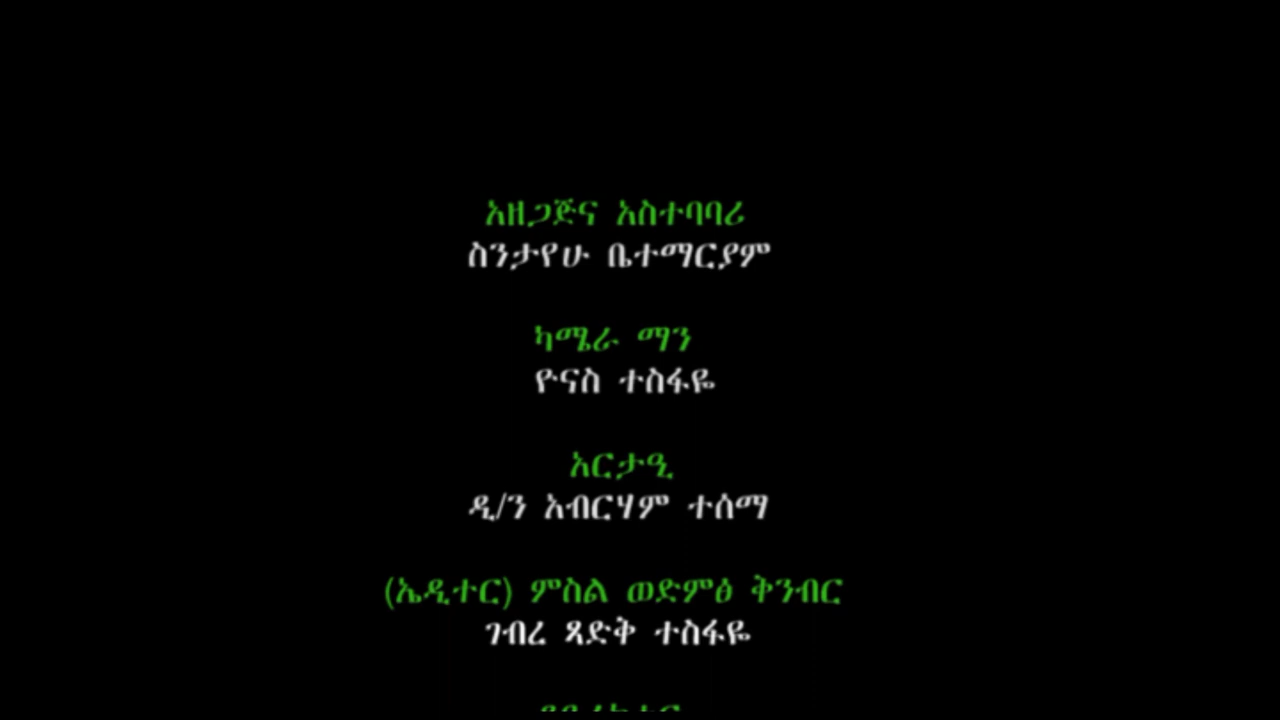 አዘጋጅና አስተባባሪ
ስንታየሁ ቤተማርያም
ካሜራ ማን
ዮናስ ተስፋዬ
አርታዒ
ዲ/ን አብርሃም ተሰማ
(ኤዲተር) ምስል ወድምፅ ቅንብር
ገብረ ጻድቅ ተስፋዬ